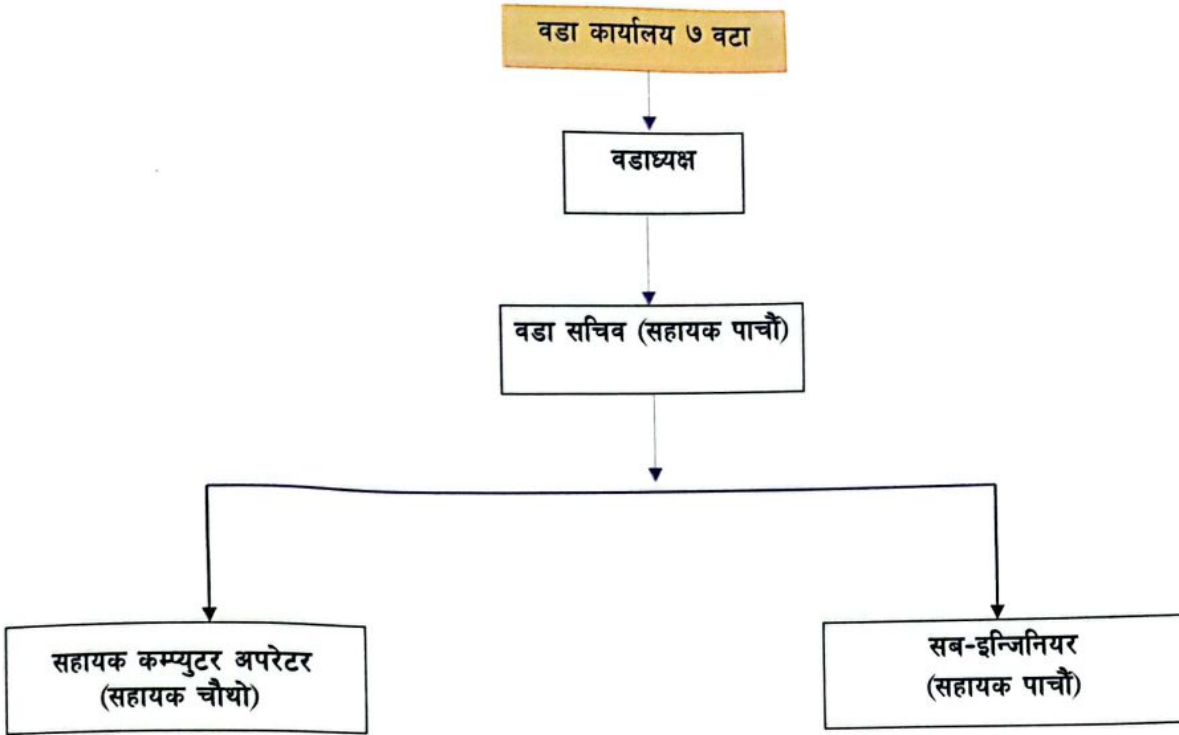 वडा कार्यालय ७ वटा
वडाध्यक्ष
वडा सचिव (सहायक पाचौं)
सहायक कम्प्युटर अपरेटर
(सहायक चौथो)
सब-इन्जिनियर
(सहायक पाचौं)